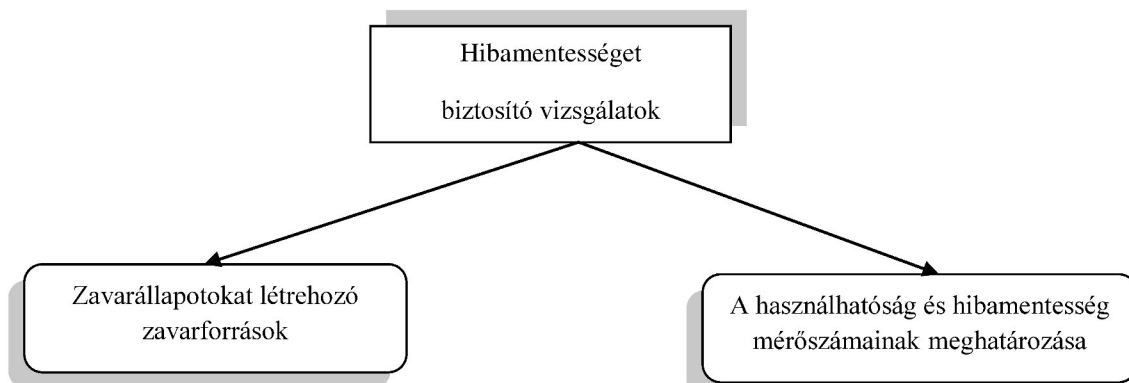 Hibamentességet
biztosító vizsgálatok
Zavarállapotokat létrehozó
zavarforrások
A használhatóság és hibamentesség
mérőszámainak meghatározása